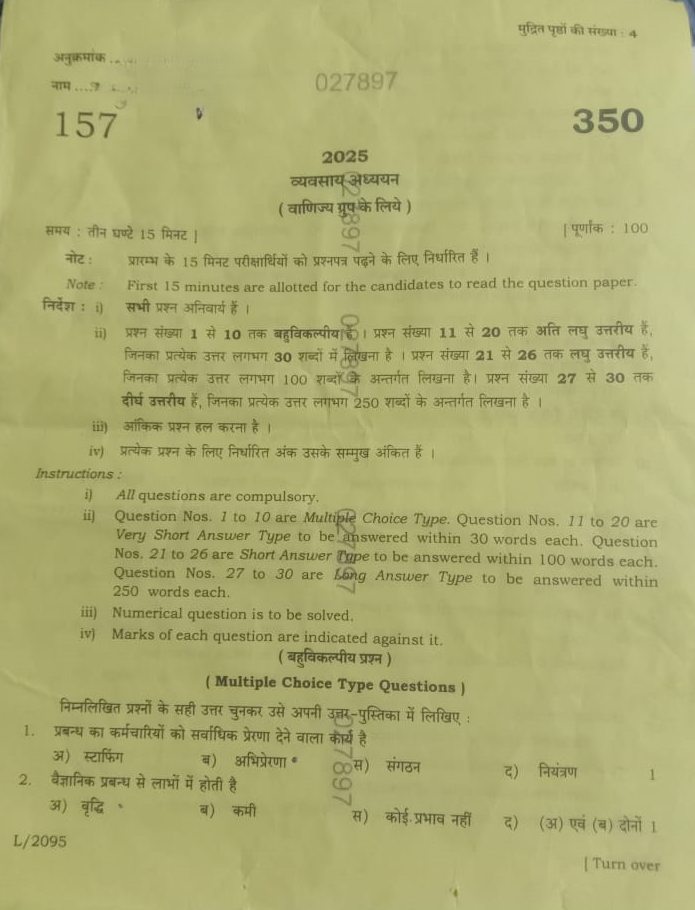 मुद्रित पृष्ठों की संख्या : 4
अनुक्रमांक ..
नाम ....
027897
157
350
2025
व्यवसाय अध्ययन
( वाणिज्य ग्रुप के लिये )
समय : तीन घण्टे 15 मिनट ] [ पूर्णांक : 100
नोट : प्रारम्भ के 15 मिनट परीक्षार्थियों को प्रश्नपत्र पढ़ने के लिए निर्धारित हैं ।
Note : First 15 minutes are allotted for the candidates to read the question paper.
निर्देश : i) सभी प्रश्न अनिवार्य हैं ।
ii) प्रश्न संख्या 1 से 10 तक बहुविकल्पीय हैं । प्रश्न संख्या 11 से 20 तक अति लघु उत्तरीय हैं,
जिनका प्रत्येक उत्तर लगभग 30 शब्दों में लिखना है । प्रश्न संख्या 21 से 26 तक लघु उत्तरीय हैं,
जिनका प्रत्येक उत्तर लगभग 100 शब्दों के अन्तर्गत लिखना है। प्रश्न संख्या 27 से 30 तक
दीर्घ उत्तरीय हैं, जिनका प्रत्येक उत्तर लगभग 250 शब्दों के अन्तर्गत लिखना है ।
iii) आंकिक प्रश्न हल करना है ।
iv) प्रत्येक प्रश्न के लिए निर्धारित अंक उसके सम्मुख अंकित हैं ।
Instructions :
i) All questions are compulsory.
ii) Question Nos. 1 to 10 are Multiple Choice Type. Question Nos. 11 to 20 are
Very Short Answer Type to be answered within 30 words each. Question
Nos. 21 to 26 are Short Answer Type to be answered within 100 words each.
Question Nos. 27 to 30 are Long Answer Type to be answered within
250 words each.
iii) Numerical question is to be solved.
iv) Marks of each question are indicated against it.
( बहुविकल्पीय प्रश्न )
( Multiple Choice Type Questions )
निम्नलिखित प्रश्नों के सही उत्तर चुनकर उसे अपनी उत्तर-पुस्तिका में लिखिए :
1. प्रबन्ध का कर्मचारियों को सर्वाधिक प्रेरणा देने वाला कार्य है
अ) स्टाफिंग ब) अभिप्रेरणा स) संगठन द) नियंत्रण 1
2. वैज्ञानिक प्रबन्ध से लाभों में होती है
अ) वृद्धि ब) कमी स) कोई प्रभाव नहीं द) (अ) एवं (ब) दोनों 1
L/2095
[ Turn over
027897
027897
027897
027897